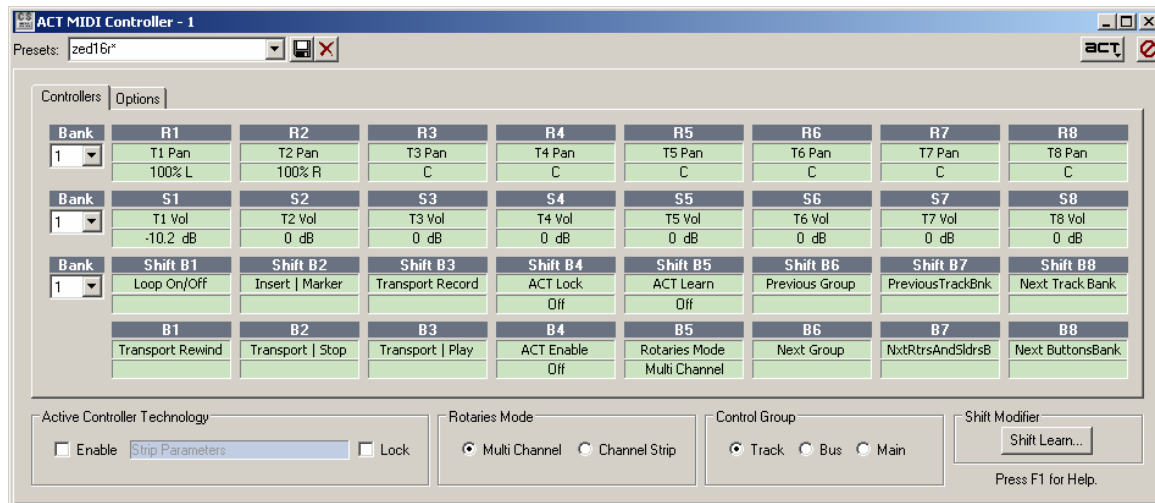 ACT MIDI Controller - 1
Presets: zed16r* act
Controllers Options
Bank R1 R2 R3 R4 R5 R6 R7 R8
1 T1 Pan T2 Pan T3 Pan T4 Pan T5 Pan T6 Pan T7 Pan T8 Pan
100% L 100% R C C C C C C
Bank S1 S2 S3 S4 S5 S6 S7 S8
1 T1 Vol T2 Vol T3 Vol T4 Vol T5 Vol T6 Vol T7 Vol T8 Vol
-10.2 dB 0 dB 0 dB 0 dB 0 dB 0 dB 0 dB 0 dB
Bank Shift B1 Shift B2 Shift B3 Shift B4 Shift B5 Shift B6 Shift B7 Shift B8
1 Loop On/Off Insert | Marker Transport Record ACT Lock ACT Learn Previous Group PreviousTrackBnk Next Track Bank
Off Off
B1 B2 B3 B4 B5 B6 B7 B8
Transport Rewind Transport | Stop Transport | Play ACT Enable Rotaries Mode Next Group NxtRtrsAndSldrsB Next ButtonsBank
Off Multi Channel
Active Controller Technology Rotaries Mode Control Group Shift Modifier
Enable Strip Parameters Lock Multi Channel Channel Strip Track Bus Main Shift Learn...
Press F1 for Help.